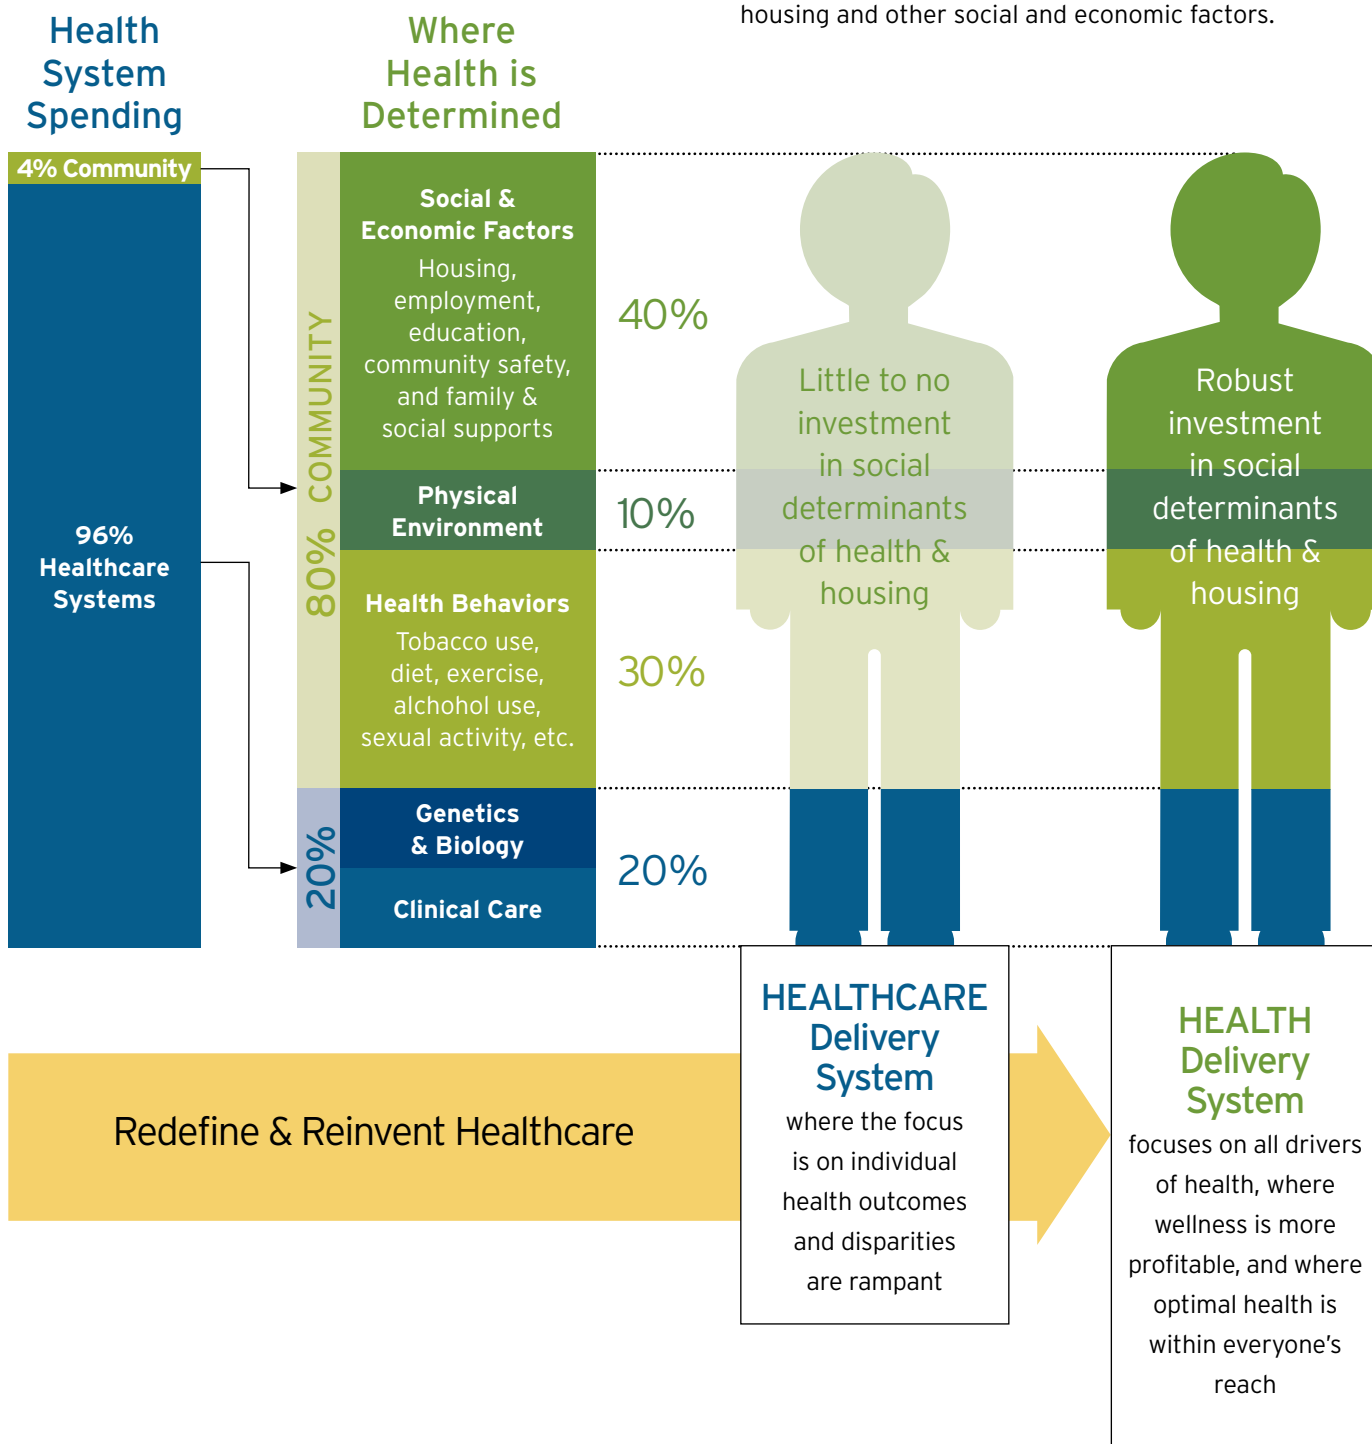 housing and other social and economic factors.
Health
System
Spending
Where
Health is
Determined
4% Community
96%
Healthcare
Systems
80% COMMUNITY
20%
Social &
Economic Factors
Housing,
employment,
education,
community safety,
and family &
social supports
Physical
Environment
Health Behaviors
Tobacco use,
diet, exercise,
alchohol use,
sexual activity, etc.
Genetics
& Biology
Clinical Care
40%
10%
30%
20%
Little to no
investment
in social
determinants
of health &
housing
Robust
investment
in social
determinants
of health &
housing
Redefine & Reinvent Healthcare
HEALTHCARE
Delivery
System
where the focus
is on individual
health outcomes
and disparities
are rampant
HEALTH
Delivery
System
focuses on all drivers
of health, where
wellness is more
profitable, and where
optimal health is
within everyone’s
reach